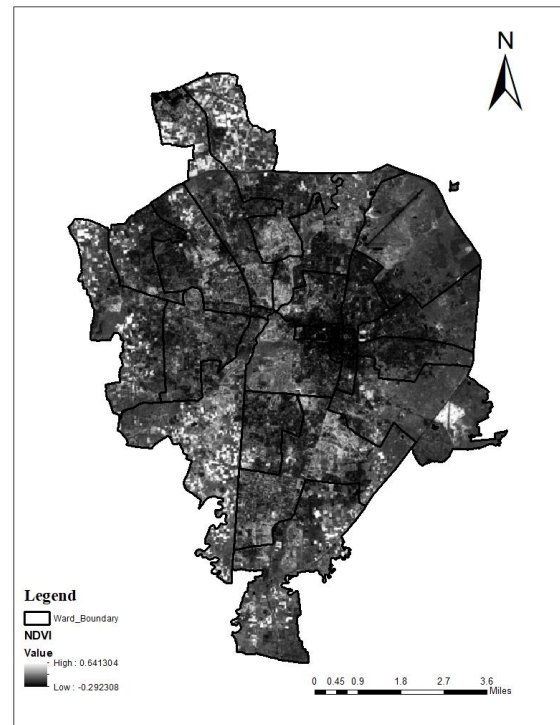 N
Legend
Ward_Boundary
NDVI
Value
High : 0.641304
Low : -0.292308
0 0.45 0.9 1.8 2.7 3.6
Miles